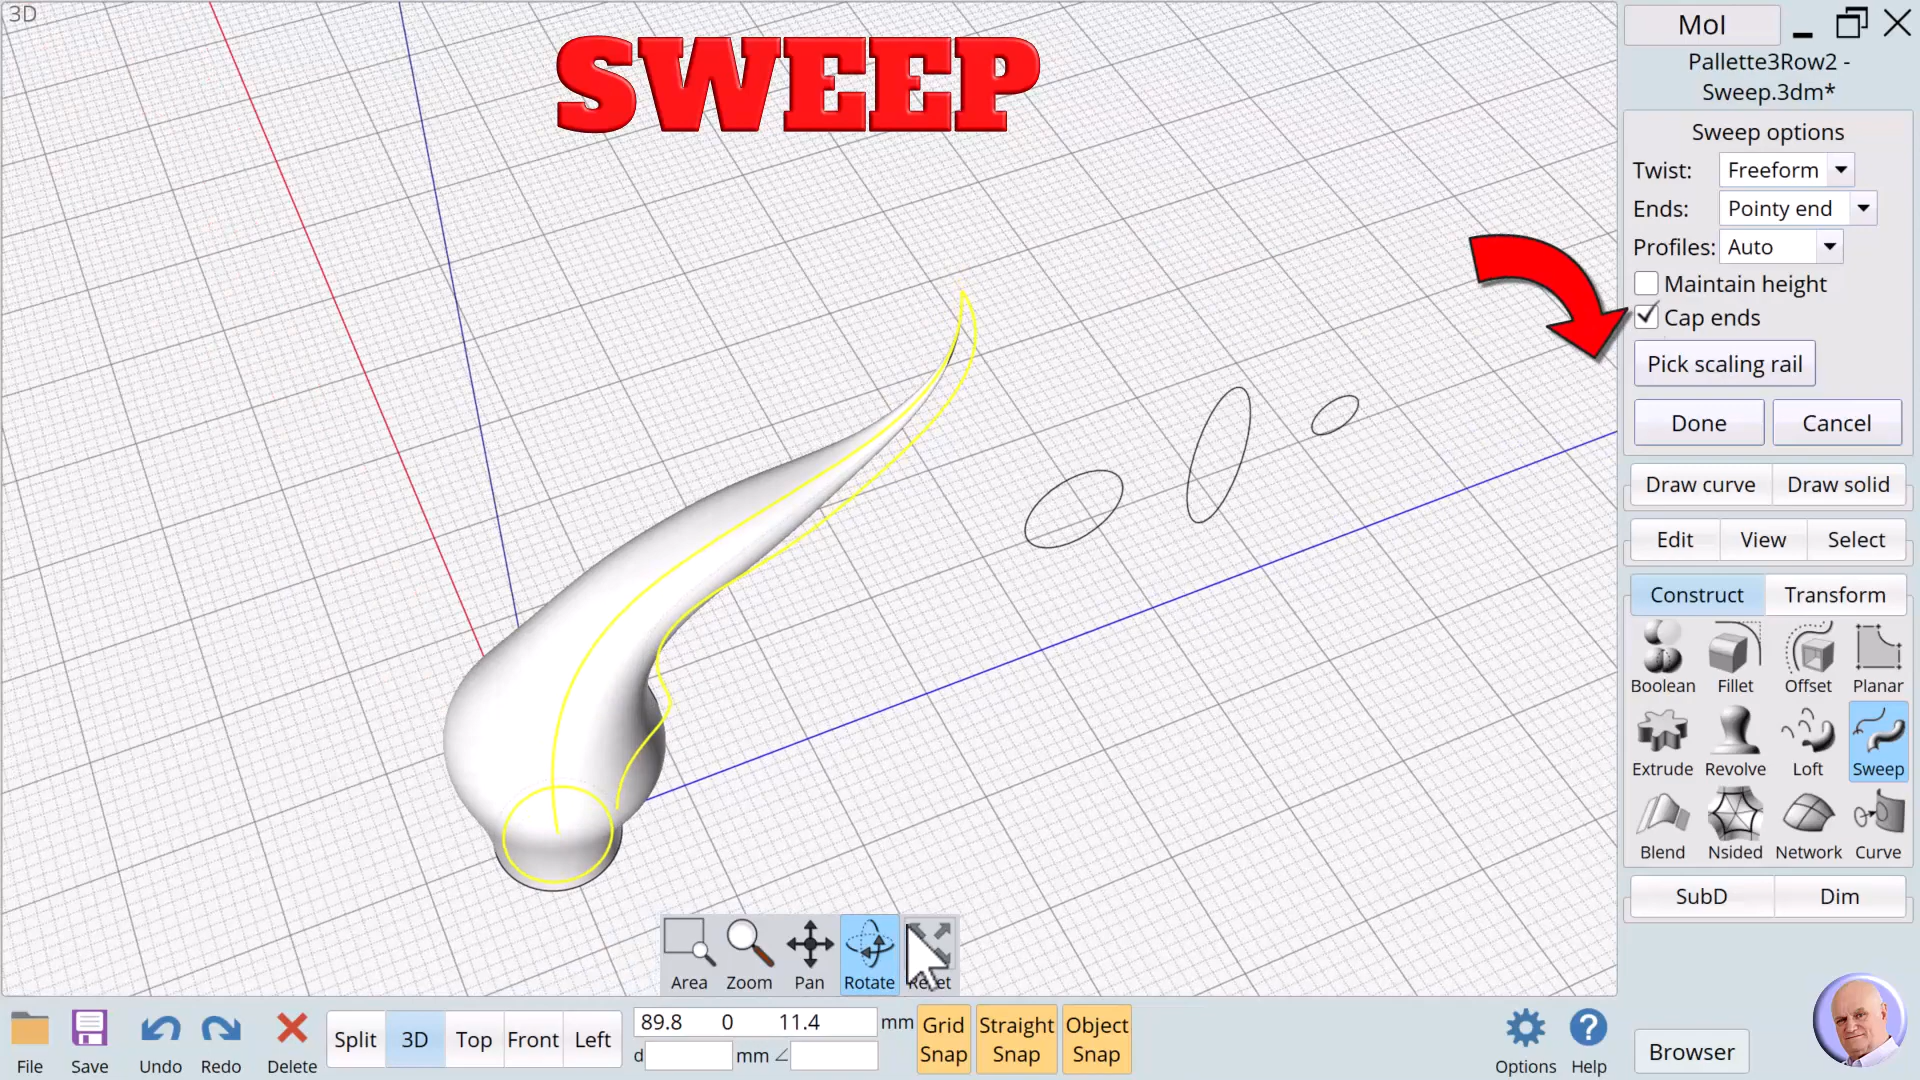 3D
SWEEP
MoI
Pallette3Row2 -
Sweep.3dm*
Sweep options
Twist: Freeform
Ends: Pointy end
Profiles: Auto
Maintain height
Cap ends
Pick scaling rail
Done Cancel
Draw curve Draw solid
Edit View Select
Construct Transform
Boolean Fillet Offset Planar
Extrude Revolve Loft Sweep
Blend Nsided Network Curve
SubD Dim
Area Zoom Pan Rotate Reset
File Save Undo Redo Delete
Split 3D Top Front Left
89.8 0 11.4 mm
d mm ∠
Grid
Snap
Straight
Snap
Object
Snap
Options Help
Browser